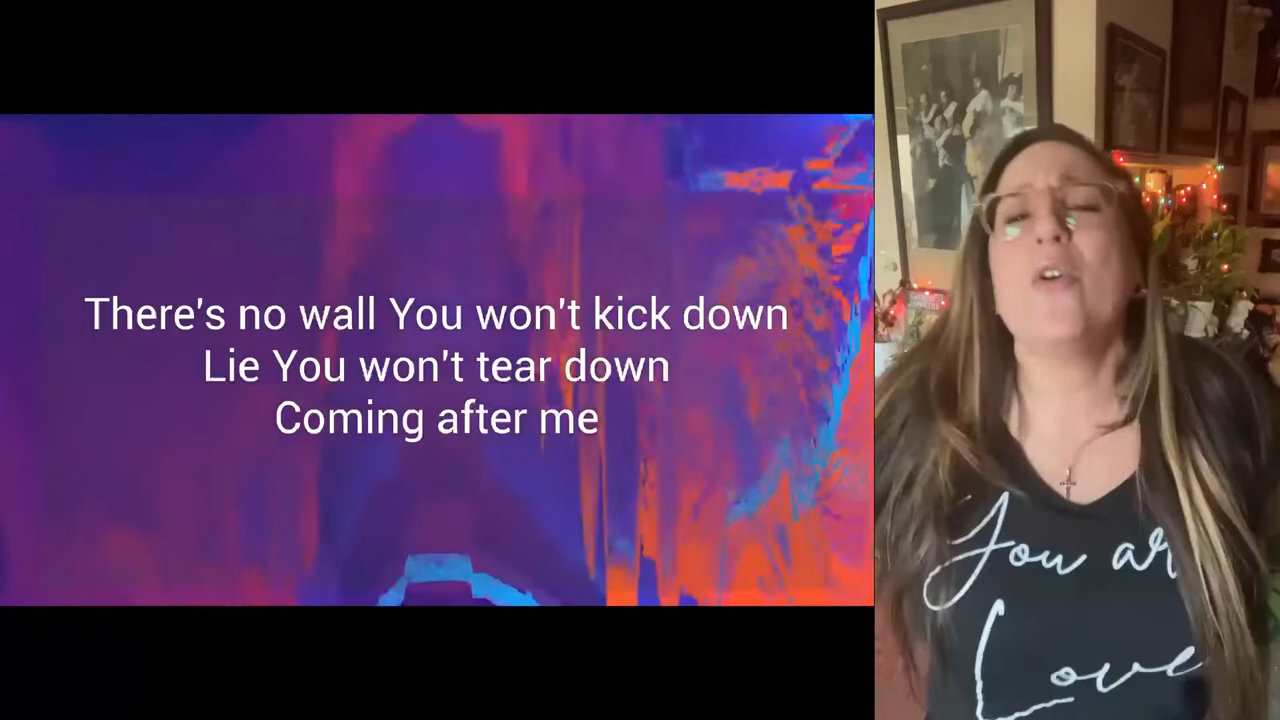 There's no wall You won't kick down
Lie You won't tear down
Coming after me
You ar
Love